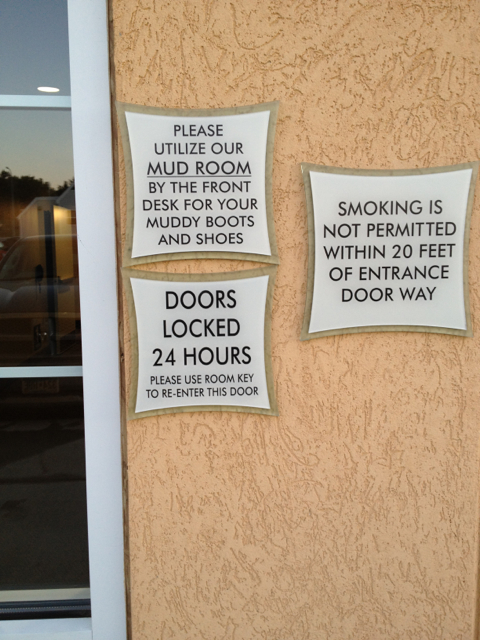 PLEASE
UTILIZE OUR
MUD ROOM
BY THE FRONT
DESK FOR YOUR
MUDDY BOOTS
AND SHOES
DOORS
LOCKED
24 HOURS
PLEASE USE ROOM KEY
TO RE-ENTER THIS DOOR
SMOKING IS
NOT PERMITTED
WITHIN 20 FEET
OF ENTRANCE
DOOR WAY